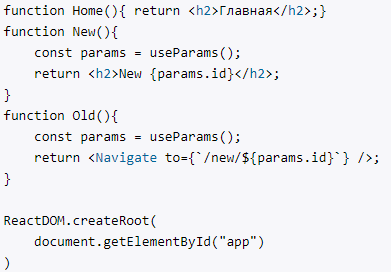 function Home(){ return <h2>Главная</h2>;}
function New(){
    const params = useParams();
    return <h2>New {params.id}</h2>;
}
function Old(){
    const params = useParams();
    return <Navigate to={`/new/${params.id}`} />;
}

ReactDOM.createRoot(
    document.getElementById("app")
)